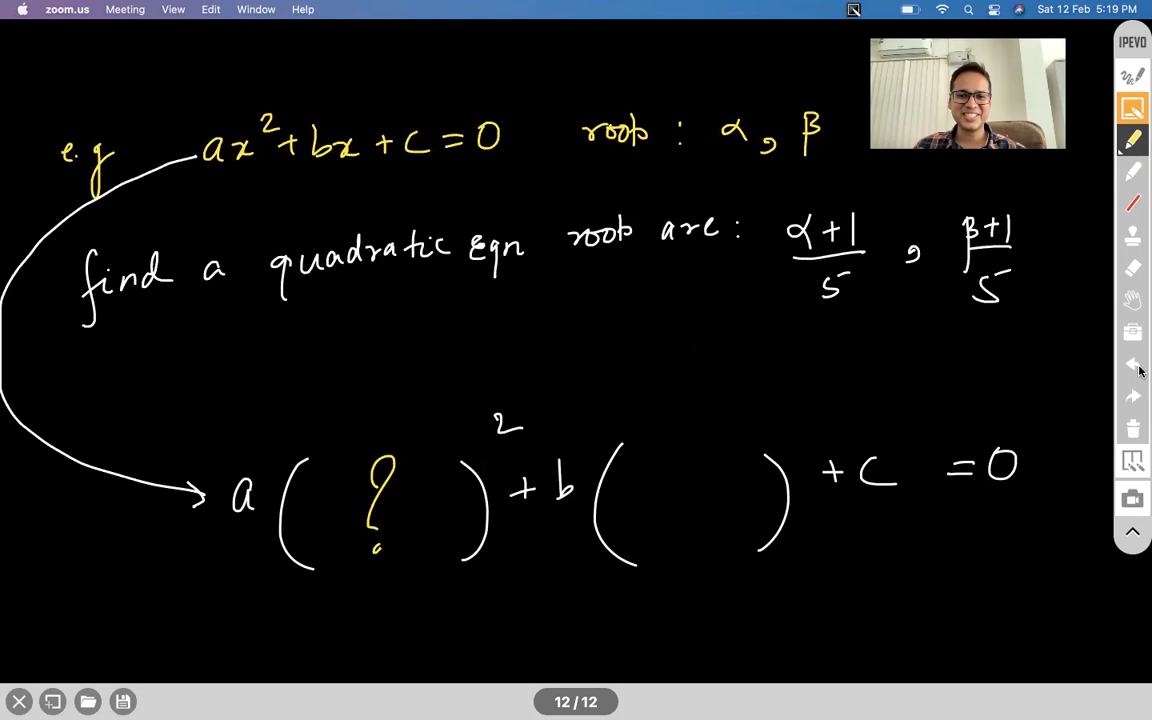 zoom.us Meeting View Edit Window Help Sat 12 Feb 5:19 PM
IPEVO
e.g ax²+bx+c=0 roots: α, β
find a quadratic Eqn roots are: α+1/5, β+1/5
a( ? )² + b( ) + c = 0
12/12